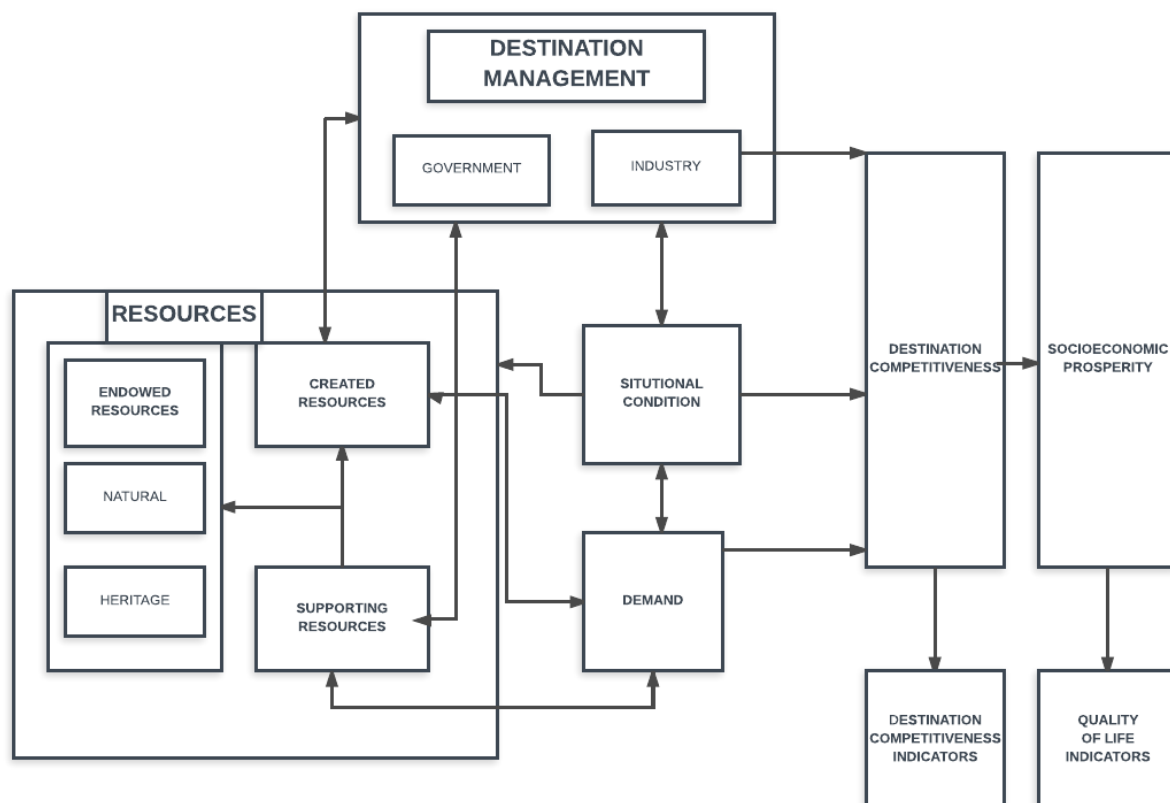 DESTINATION
MANAGEMENT
GOVERNMENT
INDUSTRY
RESOURCES
ENDOWED
RESOURCES
NATURAL
HERITAGE
CREATED
RESOURCES
SUPPORTING
RESOURCES
SITUTIONAL
CONDITION
DEMAND
DESTINATION
COMPETITIVENESS
SOCIOECONOMIC
PROSPERITY
DESTINATION
COMPETITIVENESS
INDICATORS
QUALITY
OF LIFE
INDICATORS